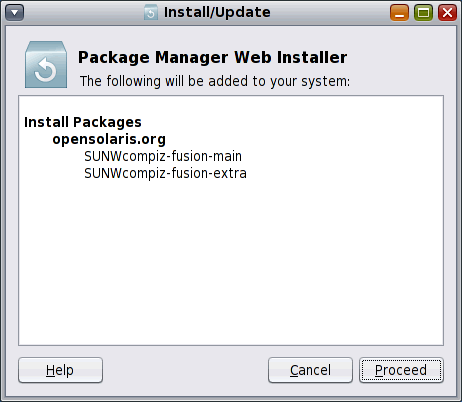 Install/Update
Package Manager Web Installer
The following will be added to your system:
Install Packages
opensolaris.org
SUNWcompiz-fusion-main
SUNWcompiz-fusion-extra
Help
Cancel
Proceed